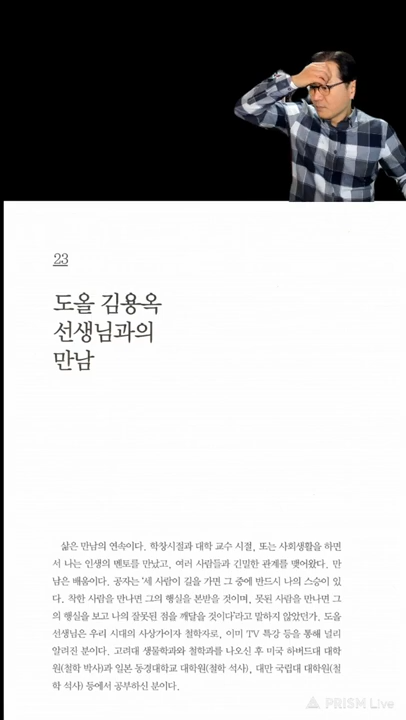 23
도올 김용옥
선생님과의
만남
삶은 만남의 연속이다. 학창시절과 대학 교수 시절, 또는 사회생활을 하면
서 나는 인생의 멘토를 만났고, 여러 사람들과 긴밀한 관계를 맺어왔다. 만
남은 배움이다. 공자는 ‘세 사람이 길을 가면 그 중에 반드시 나의 스승이 있
다. 착한 사람을 만나면 그의 행실을 본받을 것이며, 못된 사람을 만나면 그
의 행실을 보고 나의 잘못된 점을 깨달을 것이다’라고 말하지 않았던가. 도올
선생님은 우리 시대의 사상가이자 철학자로, 이미 TV 특강 등을 통해 널리
알려진 분이다. 고려대 생물학과와 철학과를 나오신 후 미국 하버드대 대학
원(철학 박사)과 일본 동경대학교 대학원(철학 석사), 대만 국립대 대학원(철
학 석사) 등에서 공부하신 분이다.
PRISM Live